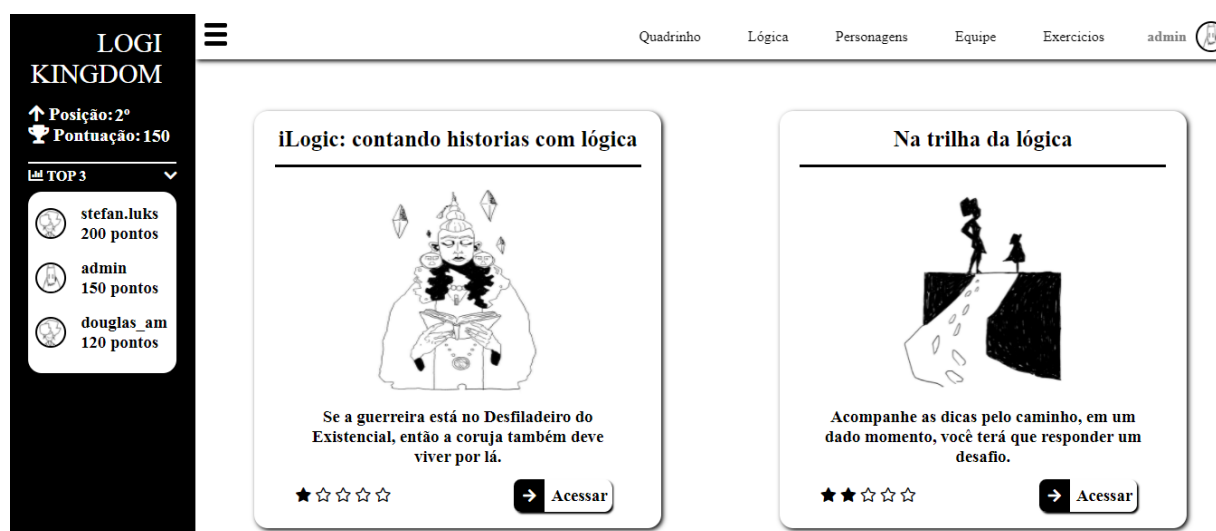 LOGI
KINGDOM
Posição: 2º
Pontuação: 150
TOP 3
stefan.luks
200 pontos
admin
150 pontos
douglas_am
120 pontos
Quadrinho Lógica Personagens Equipe Exercicios admin
iLogic: contando historias com lógica
Se a guerreira está no Desfiladeiro do
Existencial, então a coruja também deve
viver por lá.
Acessar
Na trilha da lógica
Acompanhe as dicas pelo caminho, em um
dado momento, você terá que responder um
desafio.
Acessar